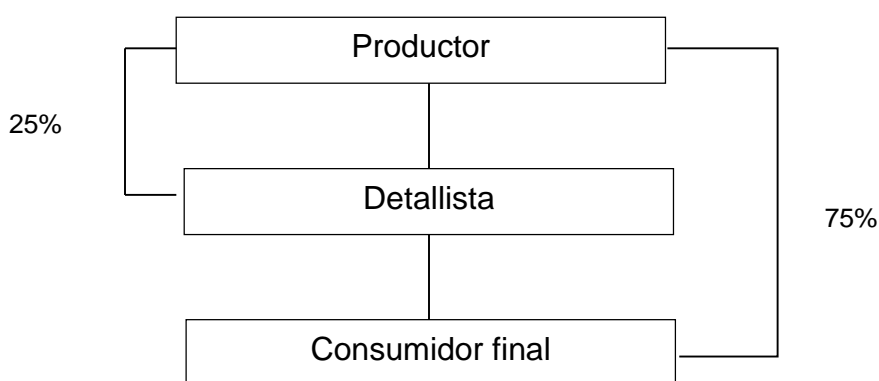 Productor
25%
Detallista
75%
Consumidor final